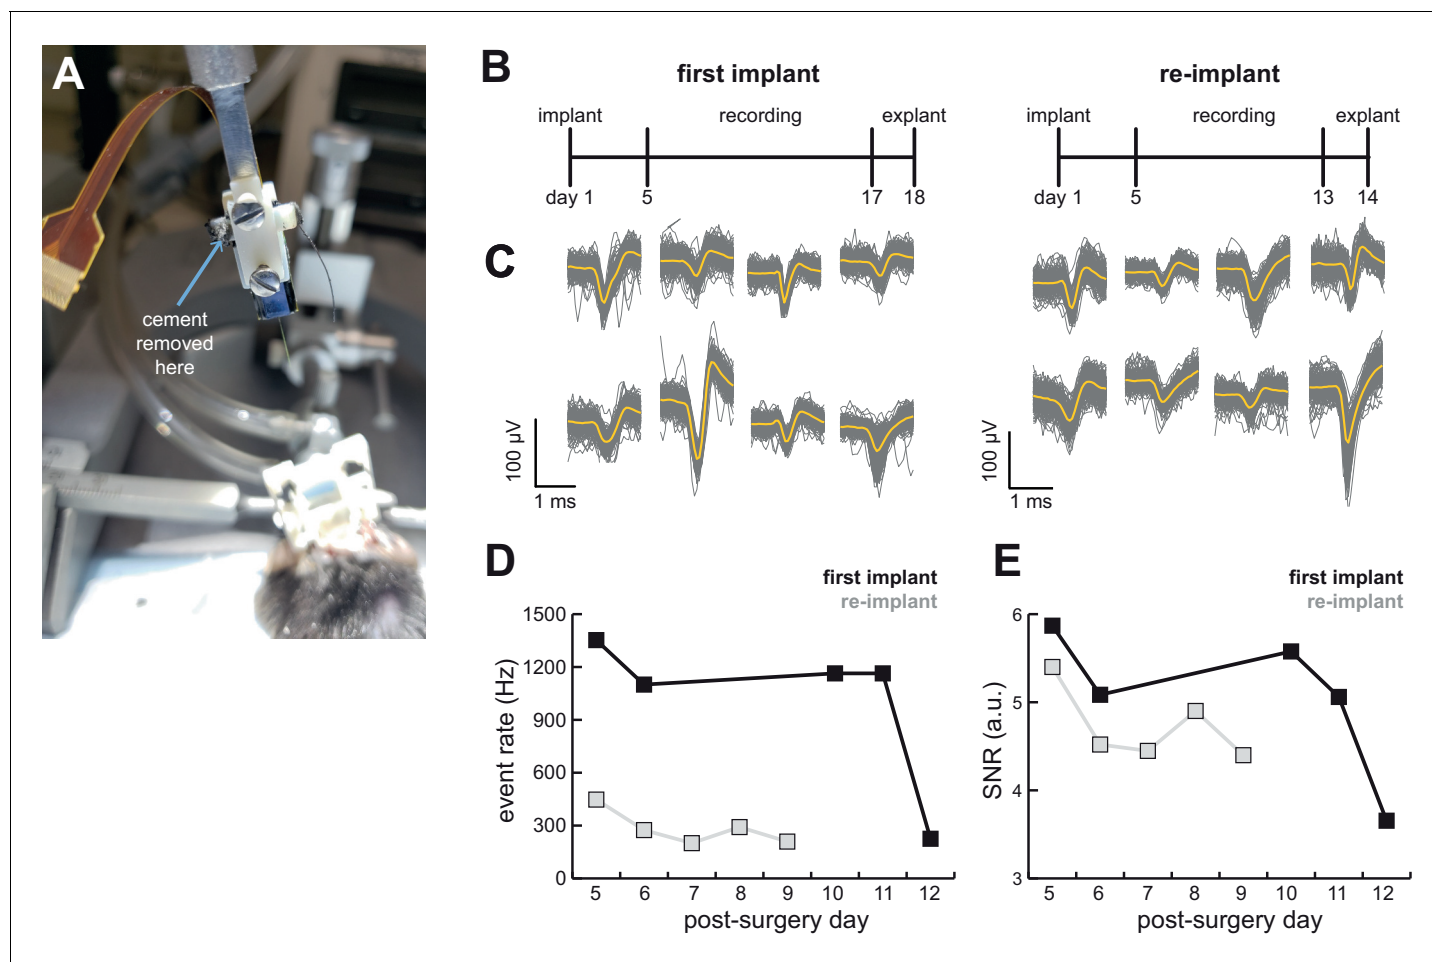 A
cement
removed
here
B
first implant
implant
recording
explant
day 1
5
17
18
re-implant
implant
recording
explant
day 1
5
13
14
C
100 µV
1 ms
100 µV
1 ms
D
first implant
re-implant
1500
1200
900
600
300
0
event rate (Hz)
5 6 7 8 9 10 11 12
post-surgery day
E
first implant
re-implant
6
5
4
3
SNR (a.u.)
5 6 7 8 9 10 11 12
post-surgery day